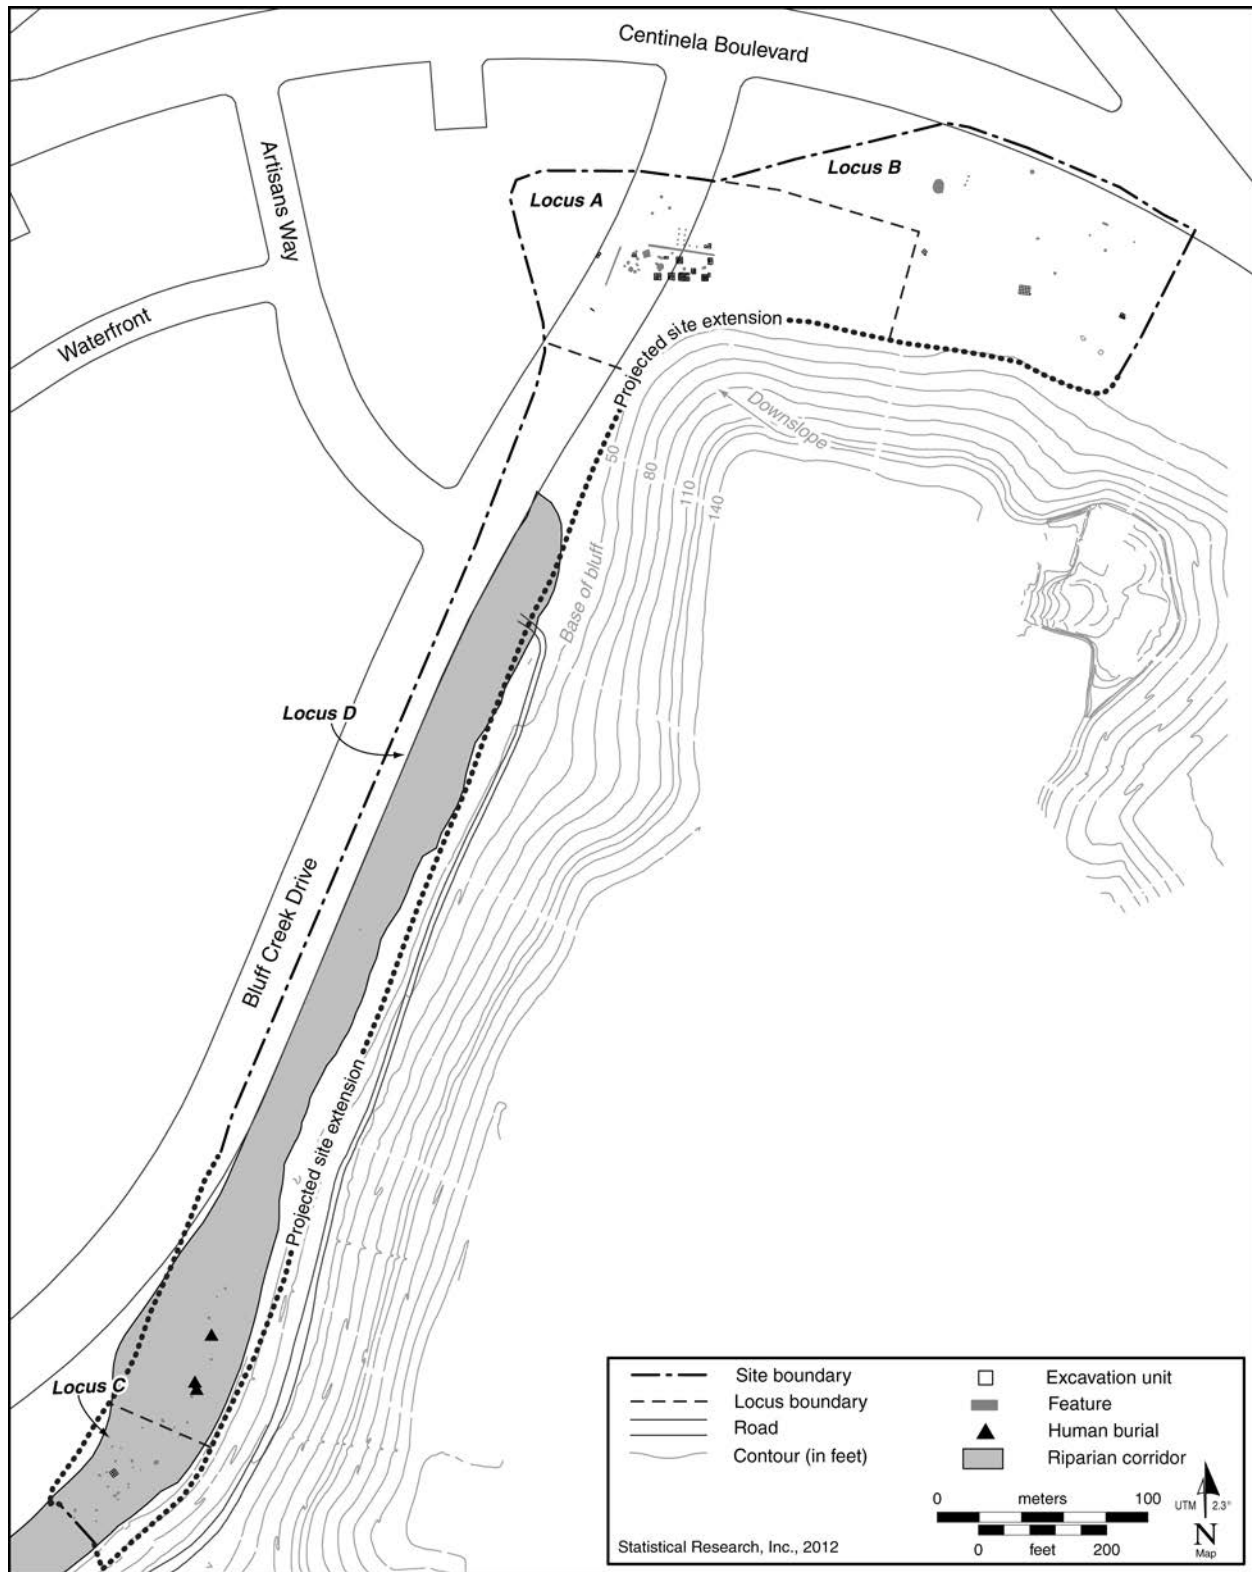 Centinela Boulevard
Artisans Way
Locus B
Locus A
Waterfront
Projected site extension
Downslope
50
80
110
140
Base of bluff
Locus D
Bluff Creek Drive
Projected site extension
Locus C
Site boundary
Locus boundary
Road
Contour (in feet)
Excavation unit
Feature
Human burial
Riparian corridor
0 meters 100
0 feet 200
UTM 2.3°
N
Map
Statistical Research, Inc., 2012